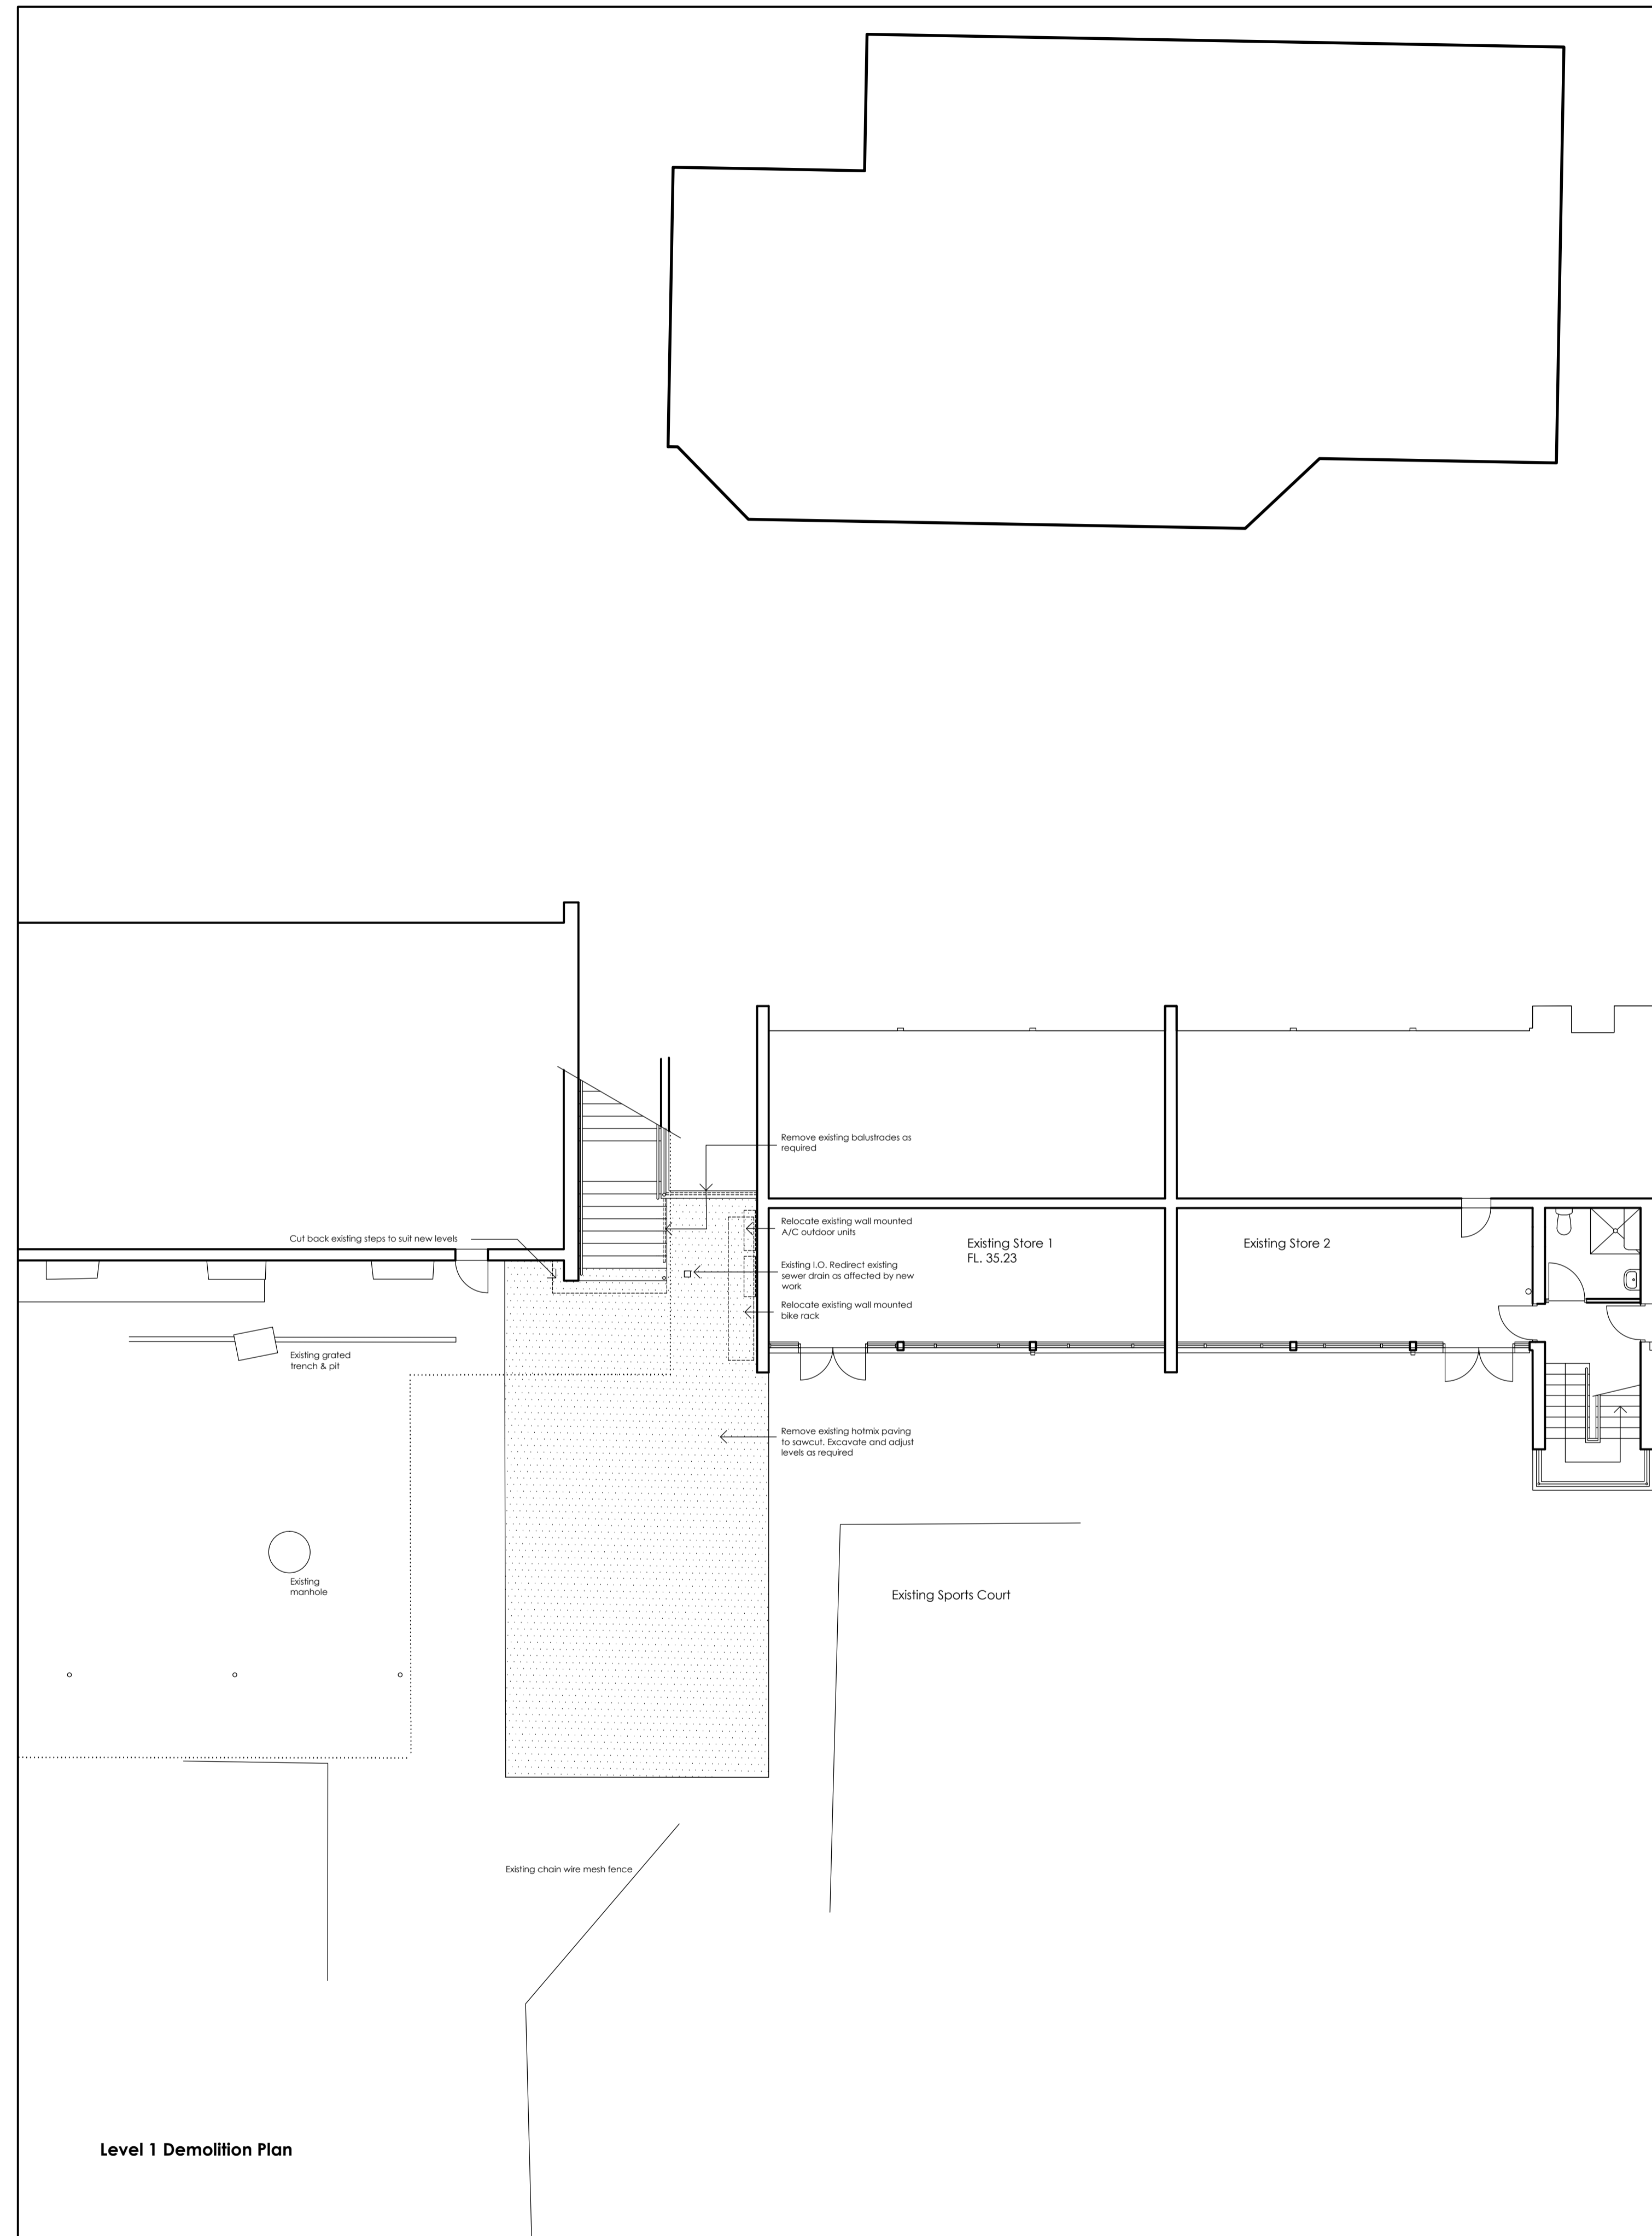 Remove existing balustrades as
required
Relocate existing wall mounted
A/C outdoor units
Cut back existing steps to suit new levels
Existing Store 1
FL. 35.23
Existing Store 2
Existing I.O. Redirect existing
sewer drain as affected by new
work
Relocate existing wall mounted
bike rack
Existing grated
trench & pit
Remove existing hotmix paving
to sawcut. Excavate and adjust
levels as required
Existing
manhole
Existing Sports Court
Existing chain wire mesh fence
Level 1 Demolition Plan